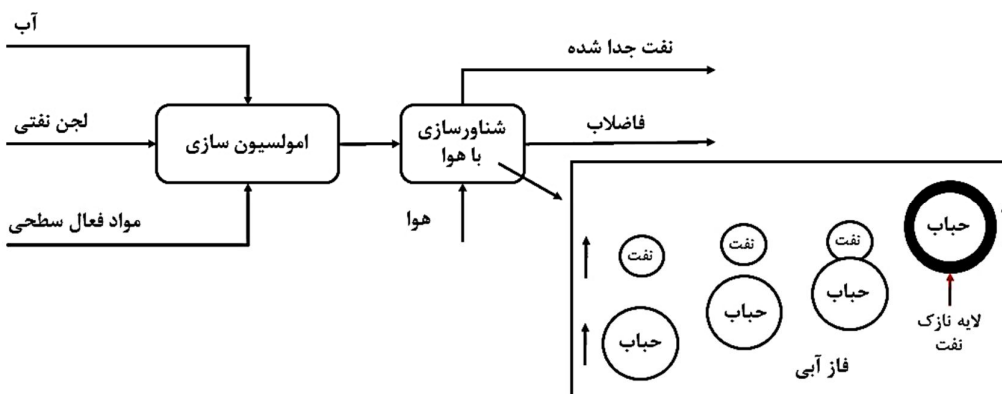 آب
لجن نفتی
مواد فعال سطحی
امولسیون سازی
شناورسازی
با هوا
هوا
نفت جدا شده
فاضلاب
نفت
حباب
نفت
حباب
نفت
حباب
حباب
لایه نازک
نفت
فاز آبی